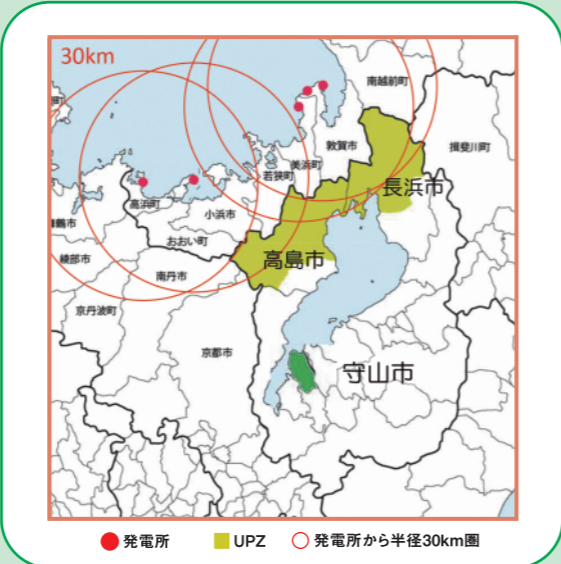 30km
南越前町
敦賀市
揖斐川町
美浜町
若狭町
長浜市
高浜町
小浜市
おおい町
高島市
綾部市
南丹市
京丹波町
京都市
守山市
発電所 UPZ 発電所から半径30km圏